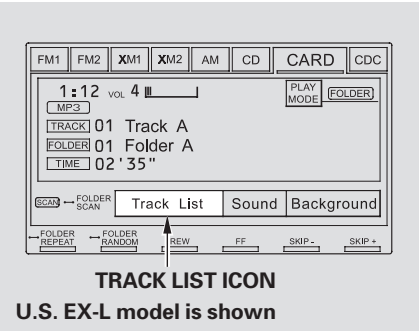 FM1 FM2 XM1 XM2 AM CD CARD CDC
1:12 VOL 4 PLAY MODE FOLDER
MP3
TRACK 01 Track A
FOLDER 01 Folder A
TIME 02'35"
SCAN FOLDER SCAN Track List Sound Background
FOLDER REPEAT FOLDER RANDOM REW FF SKIP- SKIP+
TRACK LIST ICON
U.S. EX-L model is shown